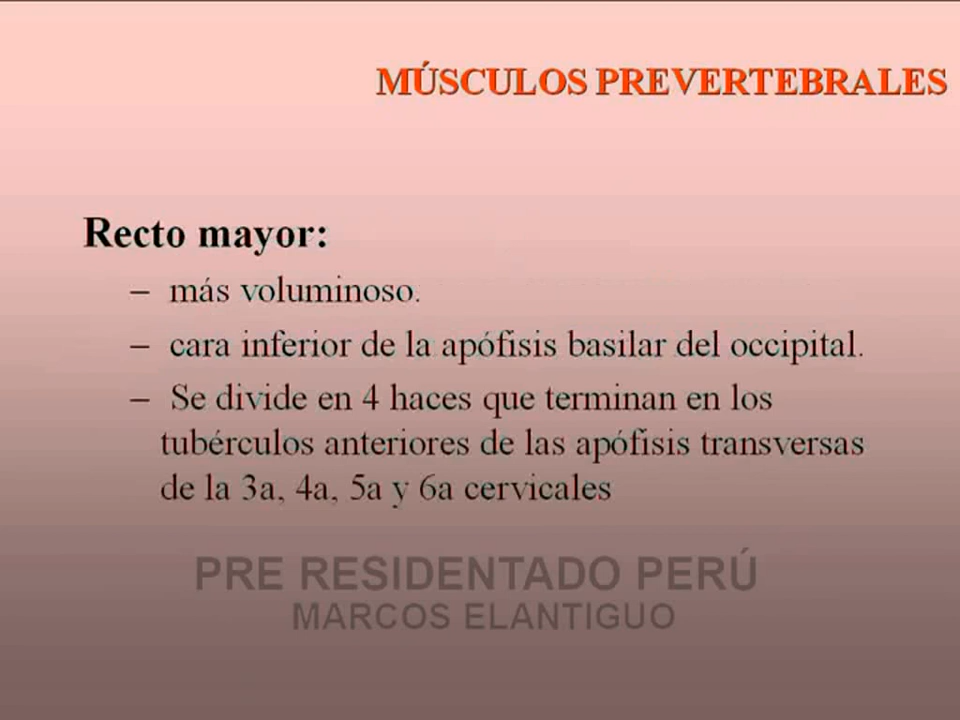 MÚSCULOS PREVERTEBRALES
Recto mayor:
– más voluminoso.
– cara inferior de la apófisis basilar del occipital.
– Se divide en 4 haces que terminan en los
tubérculos anteriores de las apófisis transversas
de la 3a, 4a, 5a y 6a cervicales
PRE RESIDENTADO PERÚ
MARCOS ELANTIGUO